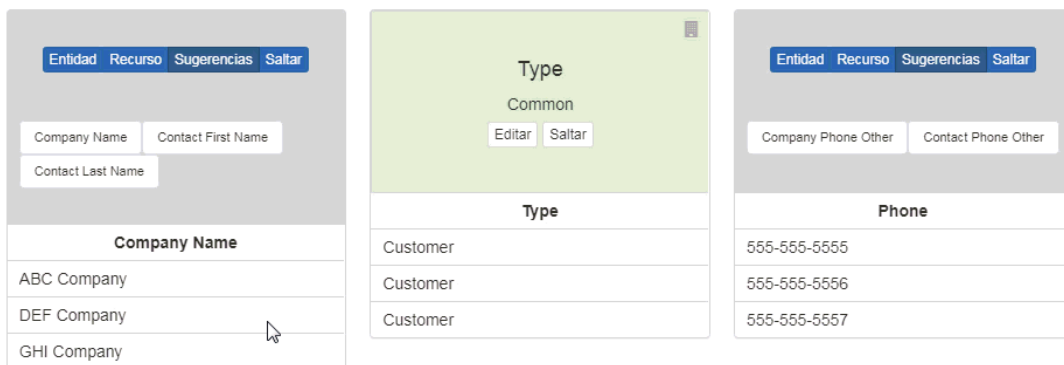 Entidad Recurso Sugerencias Saltar
Company Name Contact First Name
Contact Last Name
Company Name
ABC Company
DEF Company
GHI Company
Type
Common
Editar Saltar
Type
Customer
Customer
Customer
Entidad Recurso Sugerencias Saltar
Company Phone Other Contact Phone Other
Phone
555-555-5555
555-555-5556
555-555-5557